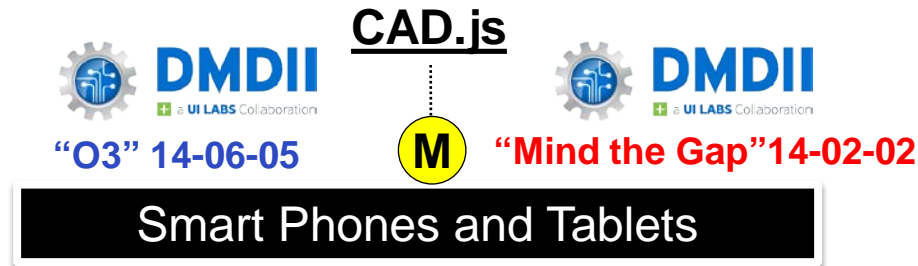 CAD.js
DMDII
a UI LABS Collaboration
DMDII
a UI LABS Collaboration
“O3” 14-06-05
M
“Mind the Gap”14-02-02
Smart Phones and Tablets